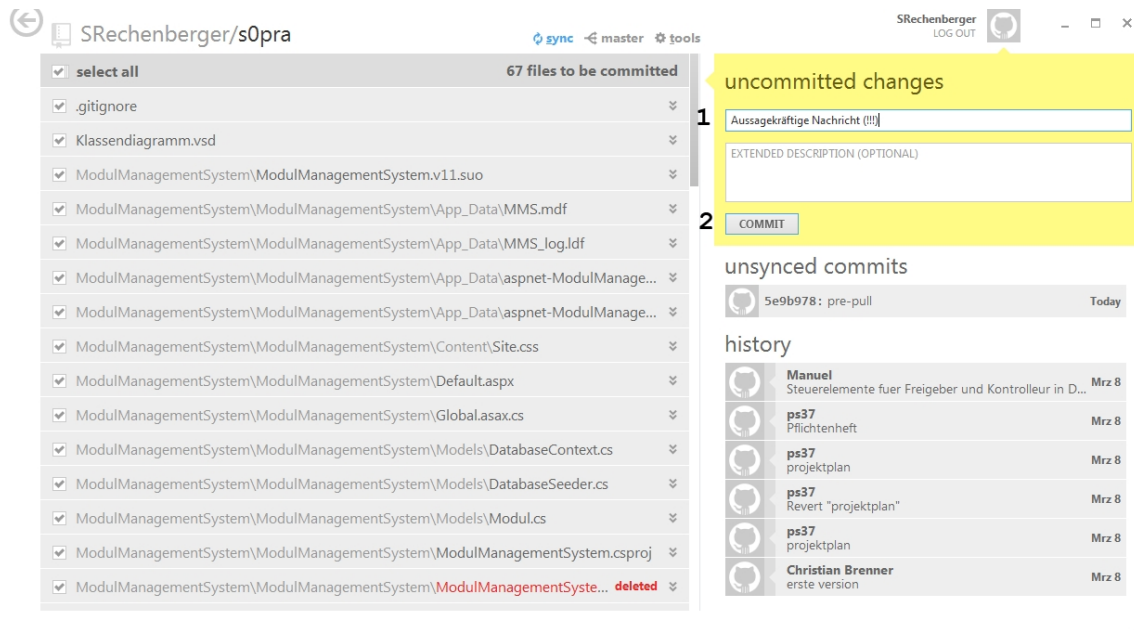 SRechenberger/s0pra
sync master tools
SRechenberger
LOG OUT
select all 67 files to be committed
.gitignore
Klassendiagramm.vsd
ModulManagementSystem\ModulManagementSystem.v11.suo
ModulManagementSystem\ModulManagementSystem\App_Data\MMS.mdf
ModulManagementSystem\ModulManagementSystem\App_Data\MMS_log.ldf
ModulManagementSystem\ModulManagementSystem\App_Data\aspnet-ModulManage...
ModulManagementSystem\ModulManagementSystem\App_Data\aspnet-ModulManage...
ModulManagementSystem\ModulManagementSystem\Content\Site.css
ModulManagementSystem\ModulManagementSystem\Default.aspx
ModulManagementSystem\ModulManagementSystem\Global.asax.cs
ModulManagementSystem\ModulManagementSystem\Models\DatabaseContext.cs
ModulManagementSystem\ModulManagementSystem\Models\DatabaseSeeder.cs
ModulManagementSystem\ModulManagementSystem\Models\Modul.cs
ModulManagementSystem\ModulManagementSystem\ModulManagementSystem.csproj
ModulManagementSystem\ModulManagementSystem\ModulManagementSyste... deleted
uncommitted changes
1 Aussagekräftige Nachricht (!!!)
EXTENDED DESCRIPTION (OPTIONAL)
2 COMMIT
unsynced commits
5e9b978: pre-pull Today
history
Manuel
Steuerelemente fuer Freigeber und Kontrolleur in D... Mrz 8
ps37
Pflichtenheft Mrz 8
ps37
projektplan Mrz 8
ps37
Revert "projektplan" Mrz 8
ps37
projektplan Mrz 8
Christian Brenner
erste version Mrz 8